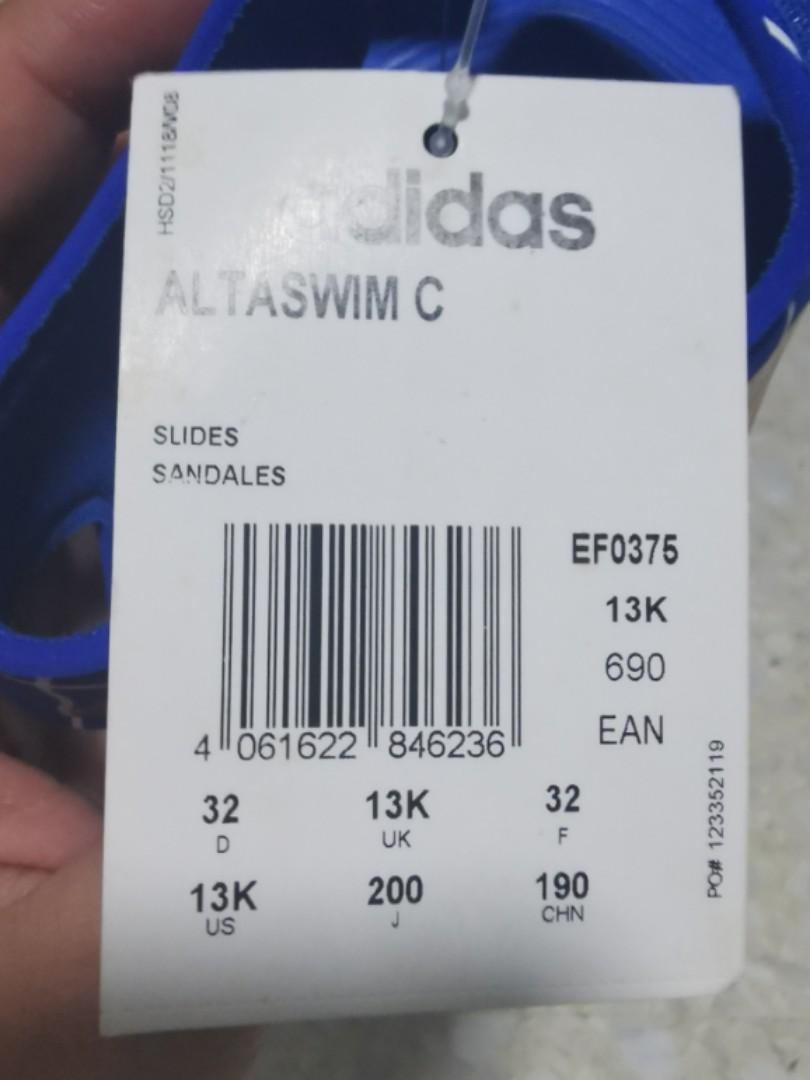 HSD2/1118/W08
adidas
ALTASWIM C
SLIDES
SANDALES
EF0375
13K
690
EAN
4 061622 846236
32 13K 32
D UK F
13K 200 190
US J CHN
PO# 123352119